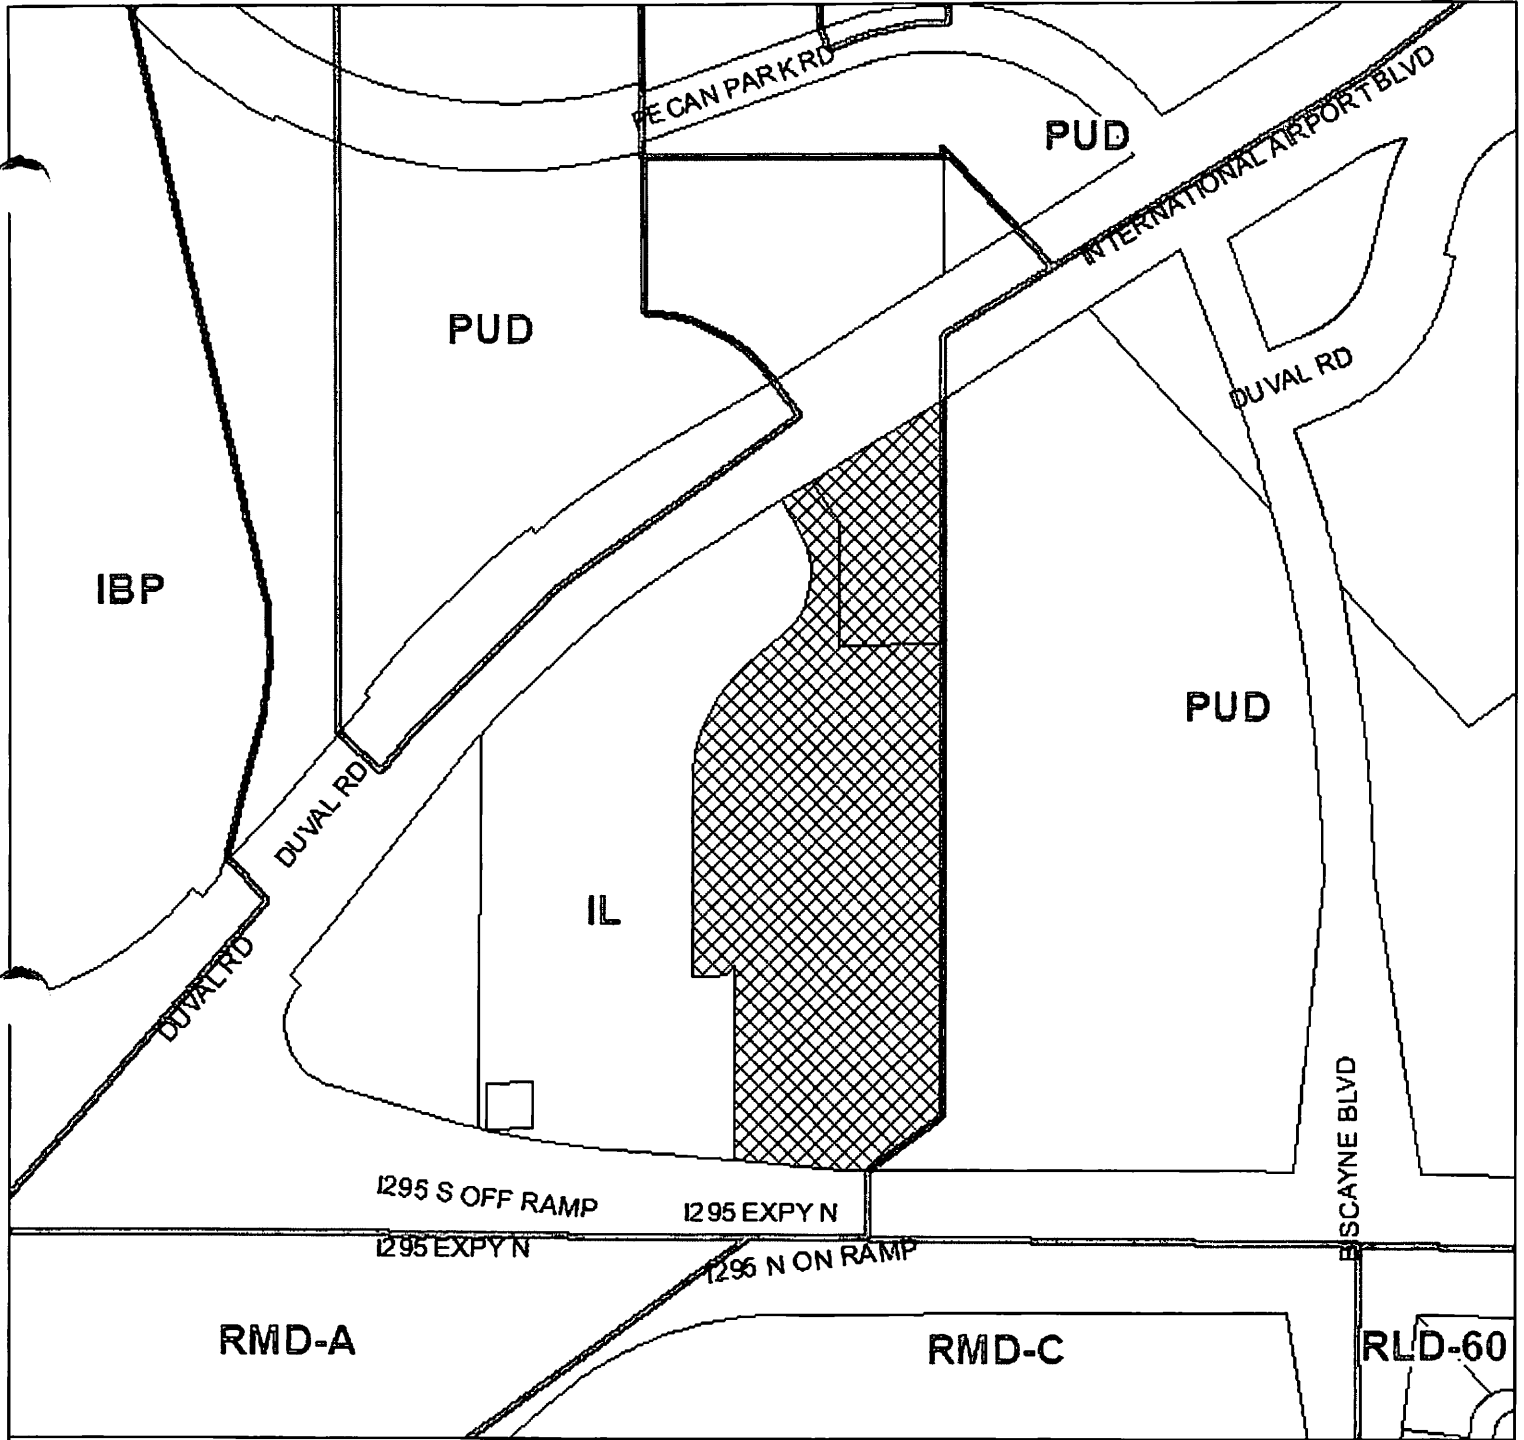 PECAN PARK RD
PUD
INTERNATIONAL AIRPORT BLVD
PUD
DUVAL RD
IBP
PUD
DUVAL RD
IL
DUVAL RD
BISCAYNE BLVD
I295 S OFF RAMP
I295 EXPY N
I295 EXPY N
I295 N ON RAMP
RMD-A
RMD-C
RLD-60